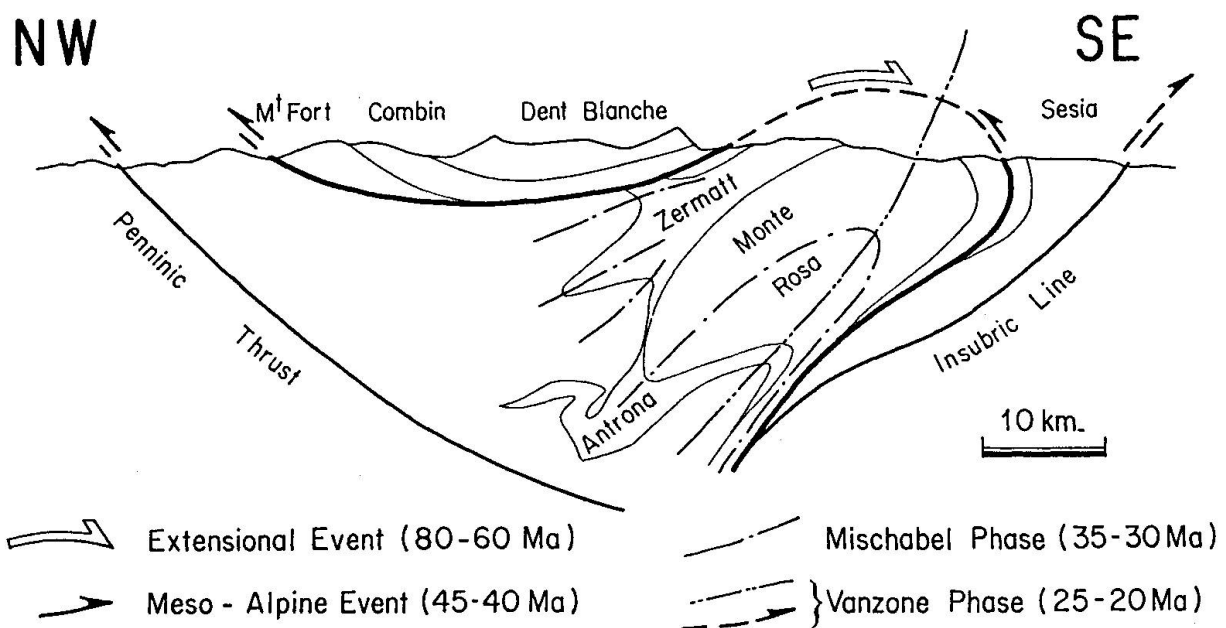 NW
SE
Mt Fort
Combin
Dent Blanche
Sesia
Zermatt
Monte
Rosa
Antrona
Penninic
Thrust
Insubric Line
10 km.
Extensional Event (80-60 Ma)
Mischabel Phase (35-30 Ma)
Meso - Alpine Event (45-40 Ma)
}Vanzone Phase (25-20 Ma)